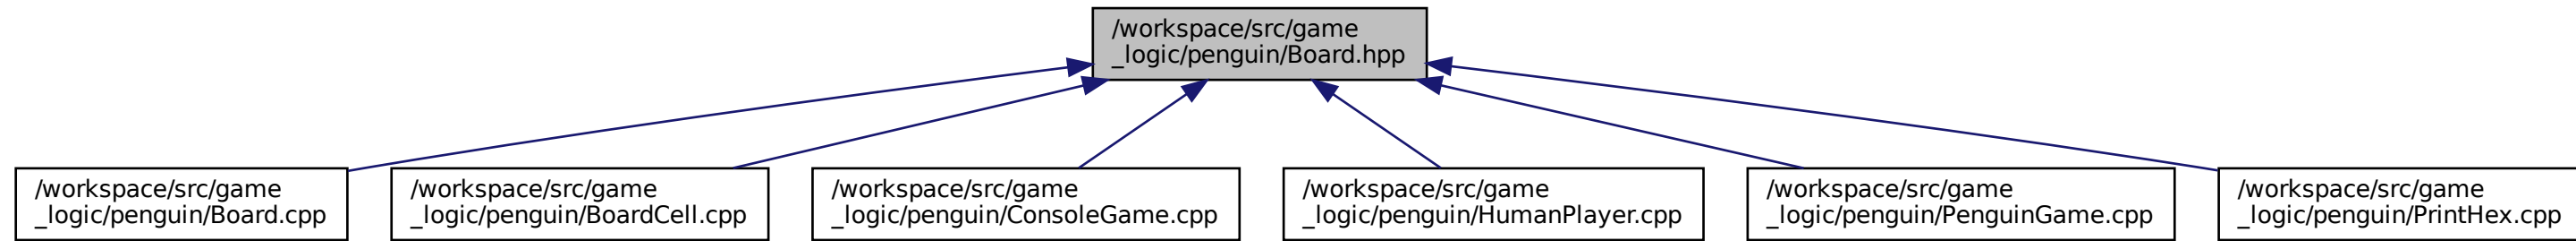 /workspace/src/game
_logic/penguin/Board.hpp
/workspace/src/game
_logic/penguin/Board.cpp
/workspace/src/game
_logic/penguin/BoardCell.cpp
/workspace/src/game
_logic/penguin/ConsoleGame.cpp
/workspace/src/game
_logic/penguin/HumanPlayer.cpp
/workspace/src/game
_logic/penguin/PenguinGame.cpp
/workspace/src/game
_logic/penguin/PrintHex.cpp